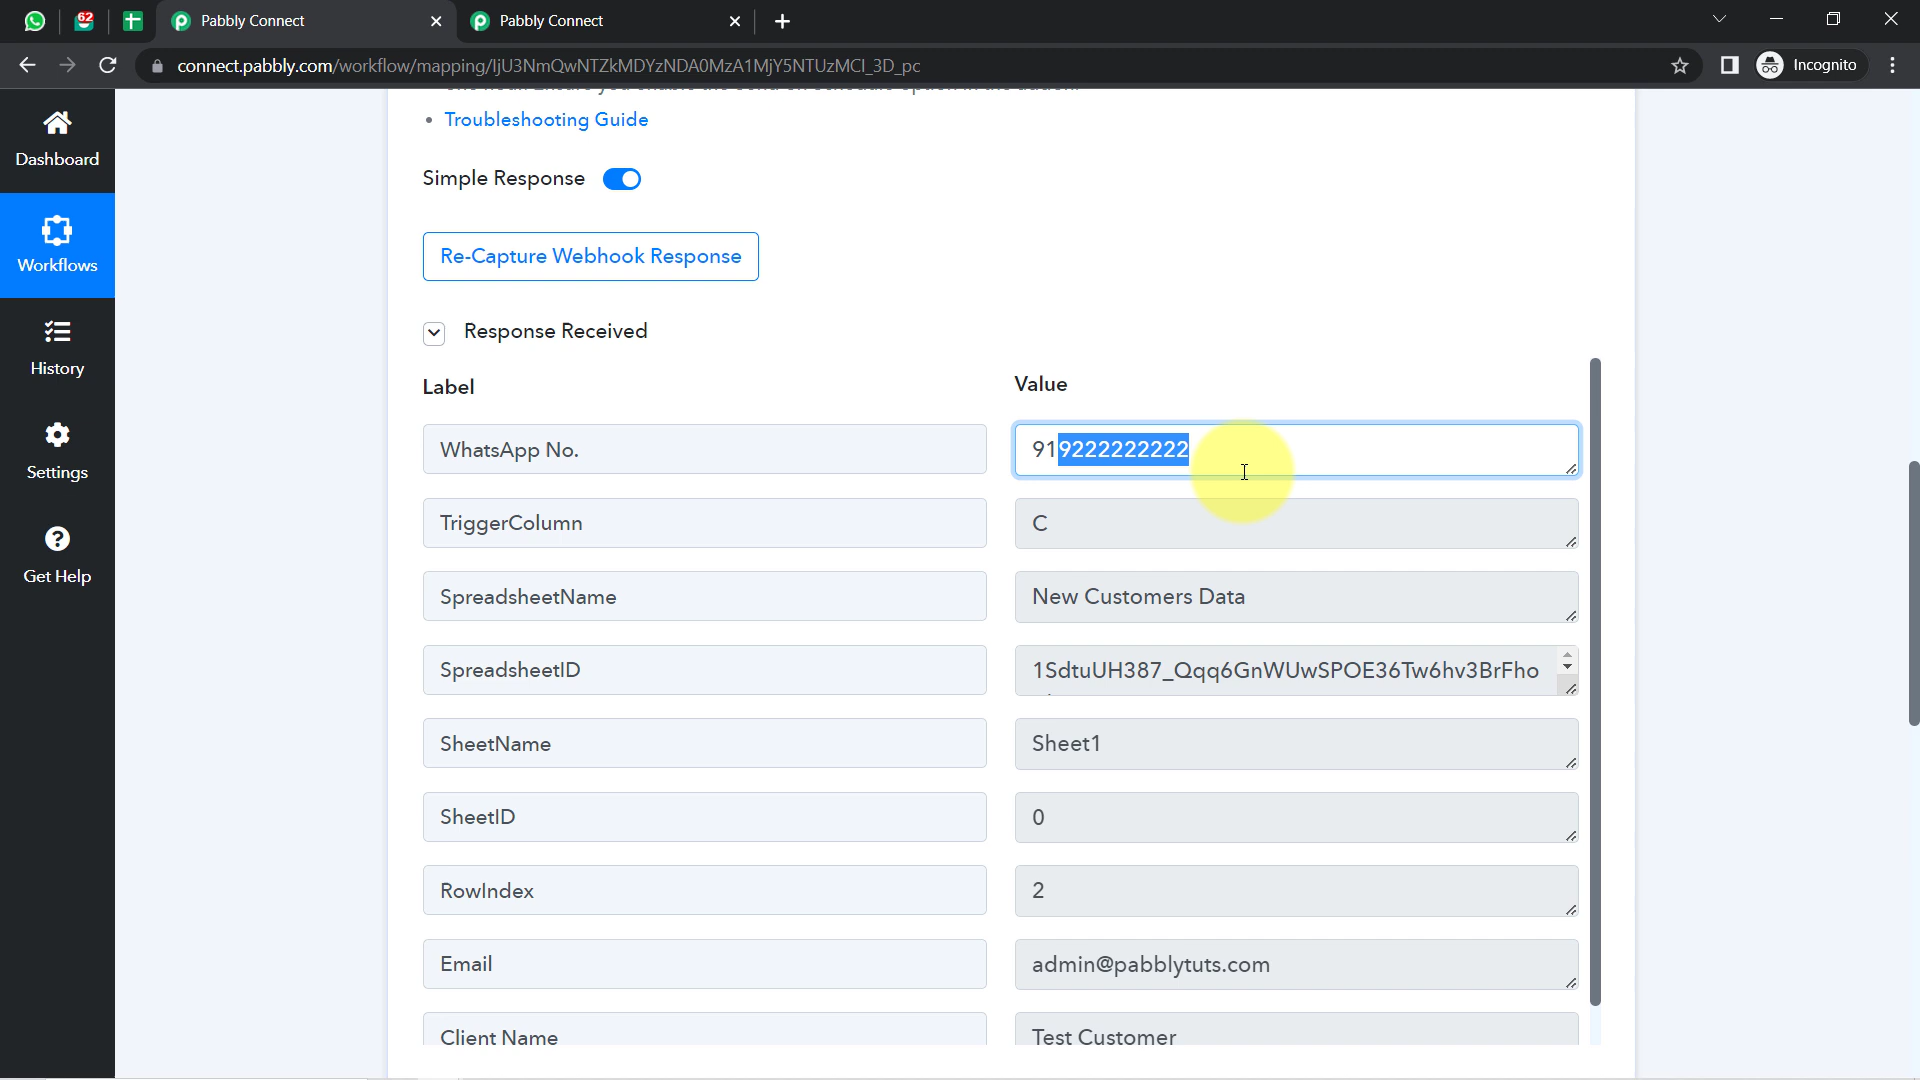 62
Pabbly Connect
Pabbly Connect
connect.pabbly.com/workflow/mapping/IjU3NmQwNTZkMDYzNDA0MzA1MjY5NTUzMCI_3D_pc
Incognito
Dashboard
Workflows
History
Settings
Get Help
Troubleshooting Guide
Simple Response
Re-Capture Webhook Response
Response Received
Label
Value
WhatsApp No.
919222222222
TriggerColumn
C
SpreadsheetName
New Customers Data
SpreadsheetID
1SdtuUH387_Qqq6GnWUwSPOE36Tw6hv3BrFho
SheetName
Sheet1
SheetID
0
RowIndex
2
Email
admin@pabblytuts.com
Client Name
Test Customer